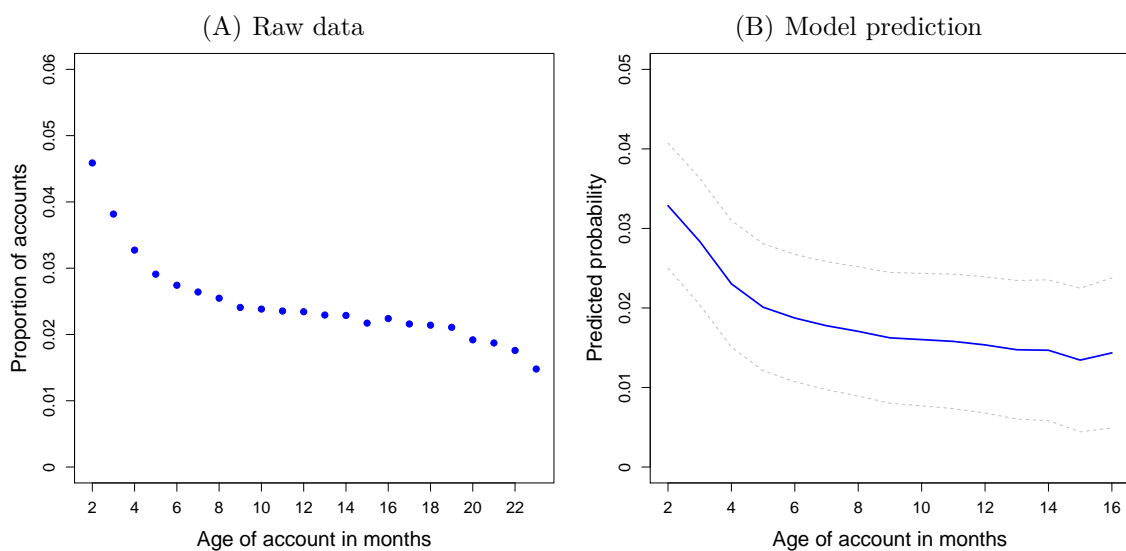 (A) Raw data
Proportion of accounts
0.06
0.05
0.04
0.03
0.02
0.01
0
2 4 6 8 10 12 14 16 18 20 22
Age of account in months
(B) Model prediction
Predicted probability
0.05
0.04
0.03
0.02
0.01
0
2 4 6 8 10 12 14 16
Age of account in months